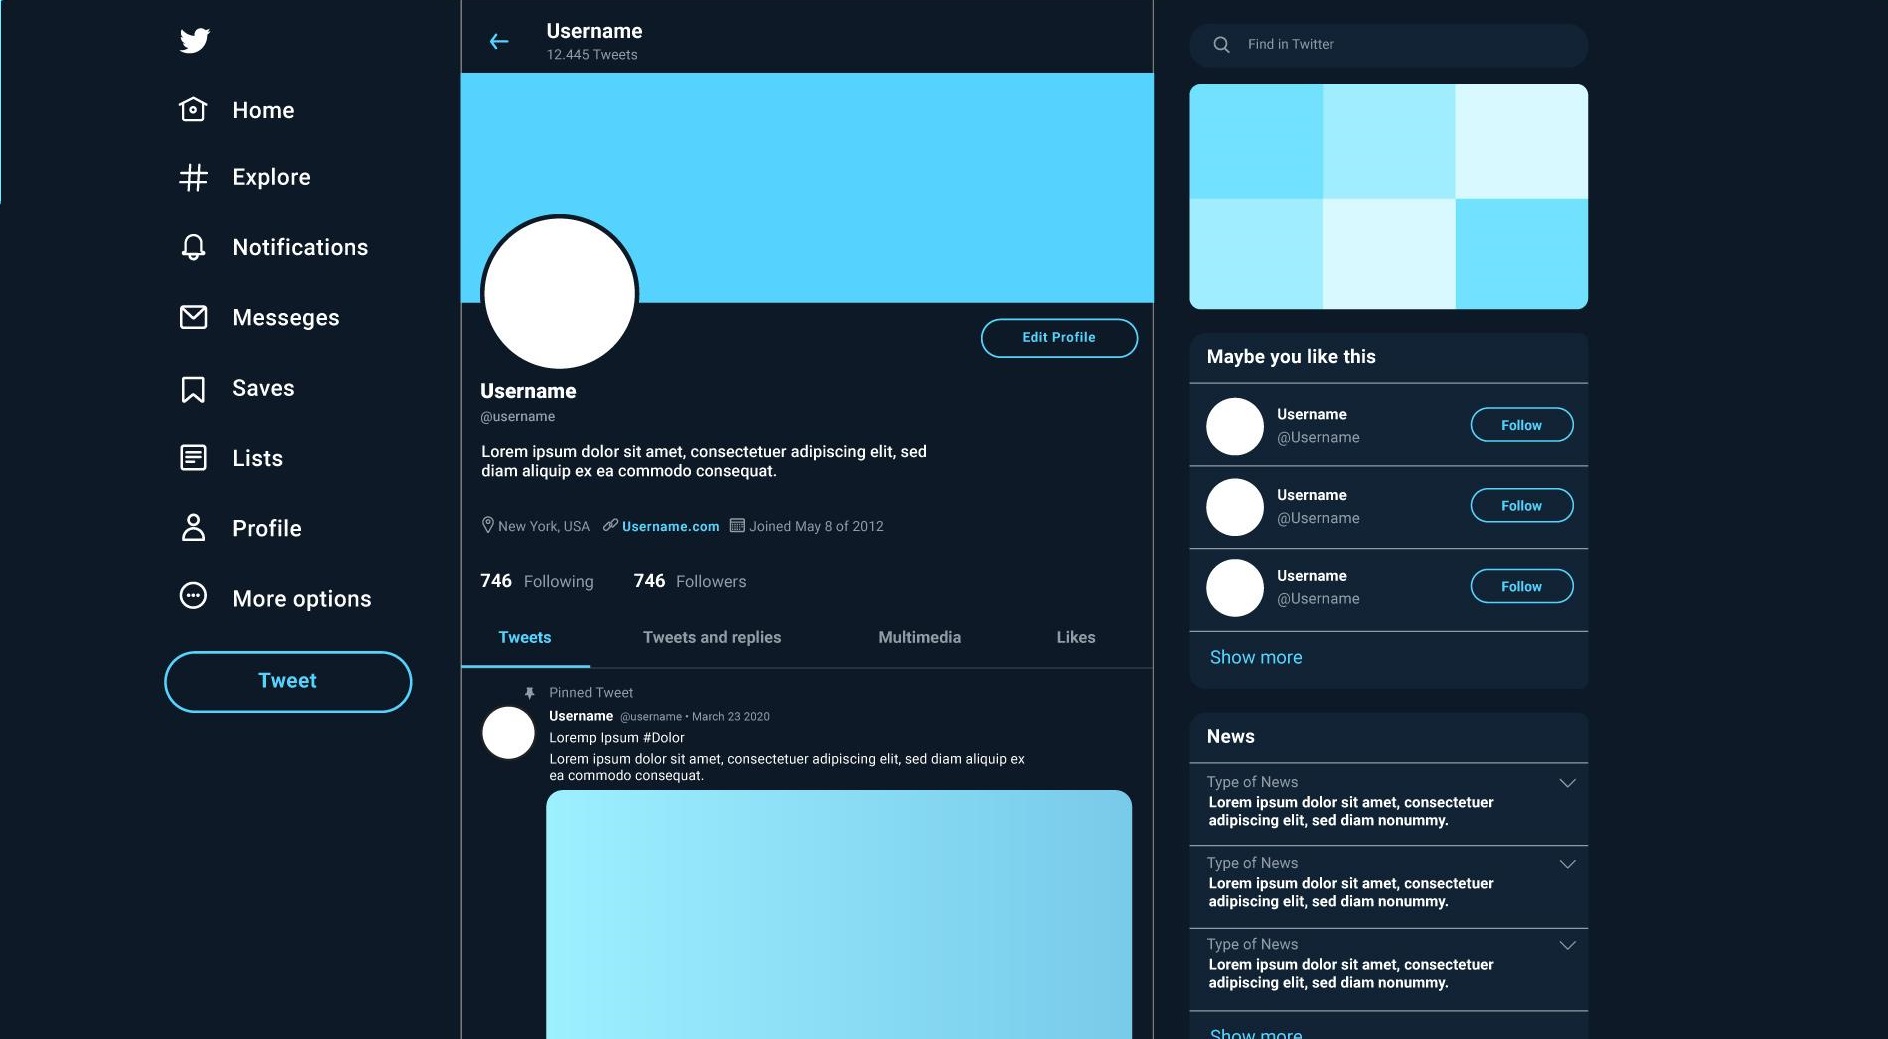 Home
Explore
Notifications
Messeges
Saves
Lists
Profile
More options
Tweet
Username
12.445 Tweets
Edit Profile
Username
@username
Lorem ipsum dolor sit amet, consectetuer adipiscing elit, sed
diam aliquip ex ea commodo consequat.
New York, USA Username.com Joined May 8 of 2012
746 Following 746 Followers
Tweets Tweets and replies Multimedia Likes
Pinned Tweet
Username @username • March 23 2020
Loremp Ipsum #Dolor
Lorem ipsum dolor sit amet, consectetuer adipiscing elit, sed diam aliquip ex
ea commodo consequat.
Find in Twitter
Maybe you like this
Username
@Username
Follow
Username
@Username
Follow
Username
@Username
Follow
Show more
News
Type of News
Lorem ipsum dolor sit amet, consectetuer
adipiscing elit, sed diam nonummy.
Type of News
Lorem ipsum dolor sit amet, consectetuer
adipiscing elit, sed diam nonummy.
Type of News
Lorem ipsum dolor sit amet, consectetuer
adipiscing elit, sed diam nonummy.
Show more